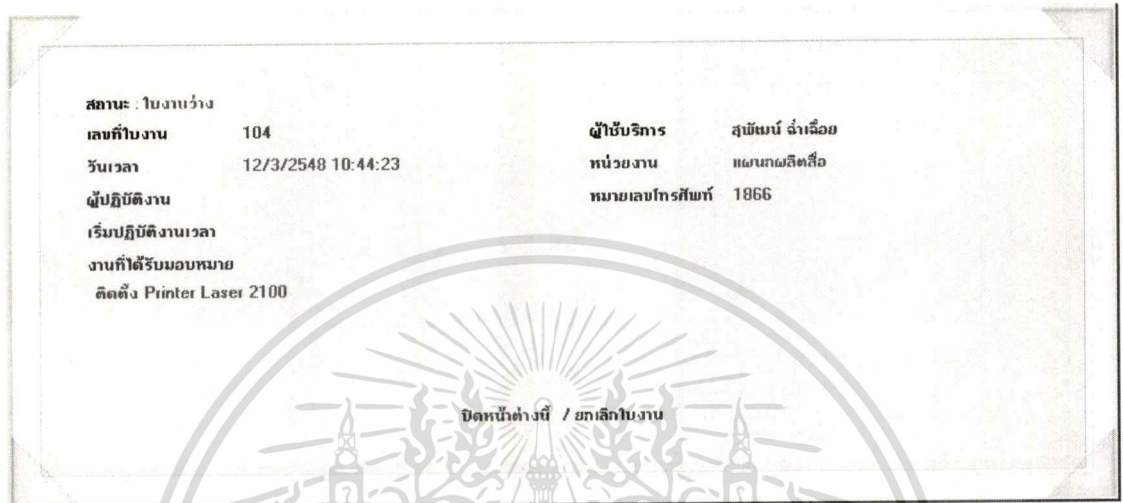 สถานะ : ใบงานว่าง
เลขที่ใบงาน 104 ผู้ใช้บริการ สุพัฒน์ ฉ่ำเฉื่อย
วันเวลา 12/3/2548 10:44:23 หน่วยงาน แผนกผลิตสื่อ
ผู้ปฏิบัติงาน หมายเลขโทรศัพท์ 1866
เริ่มปฏิบัติงานเวลา
งานที่ได้รับมอบหมาย
ติดตั้ง Printer Laser 2100
ปิดหน้าต่างนี้ / ยกเลิกใบงาน